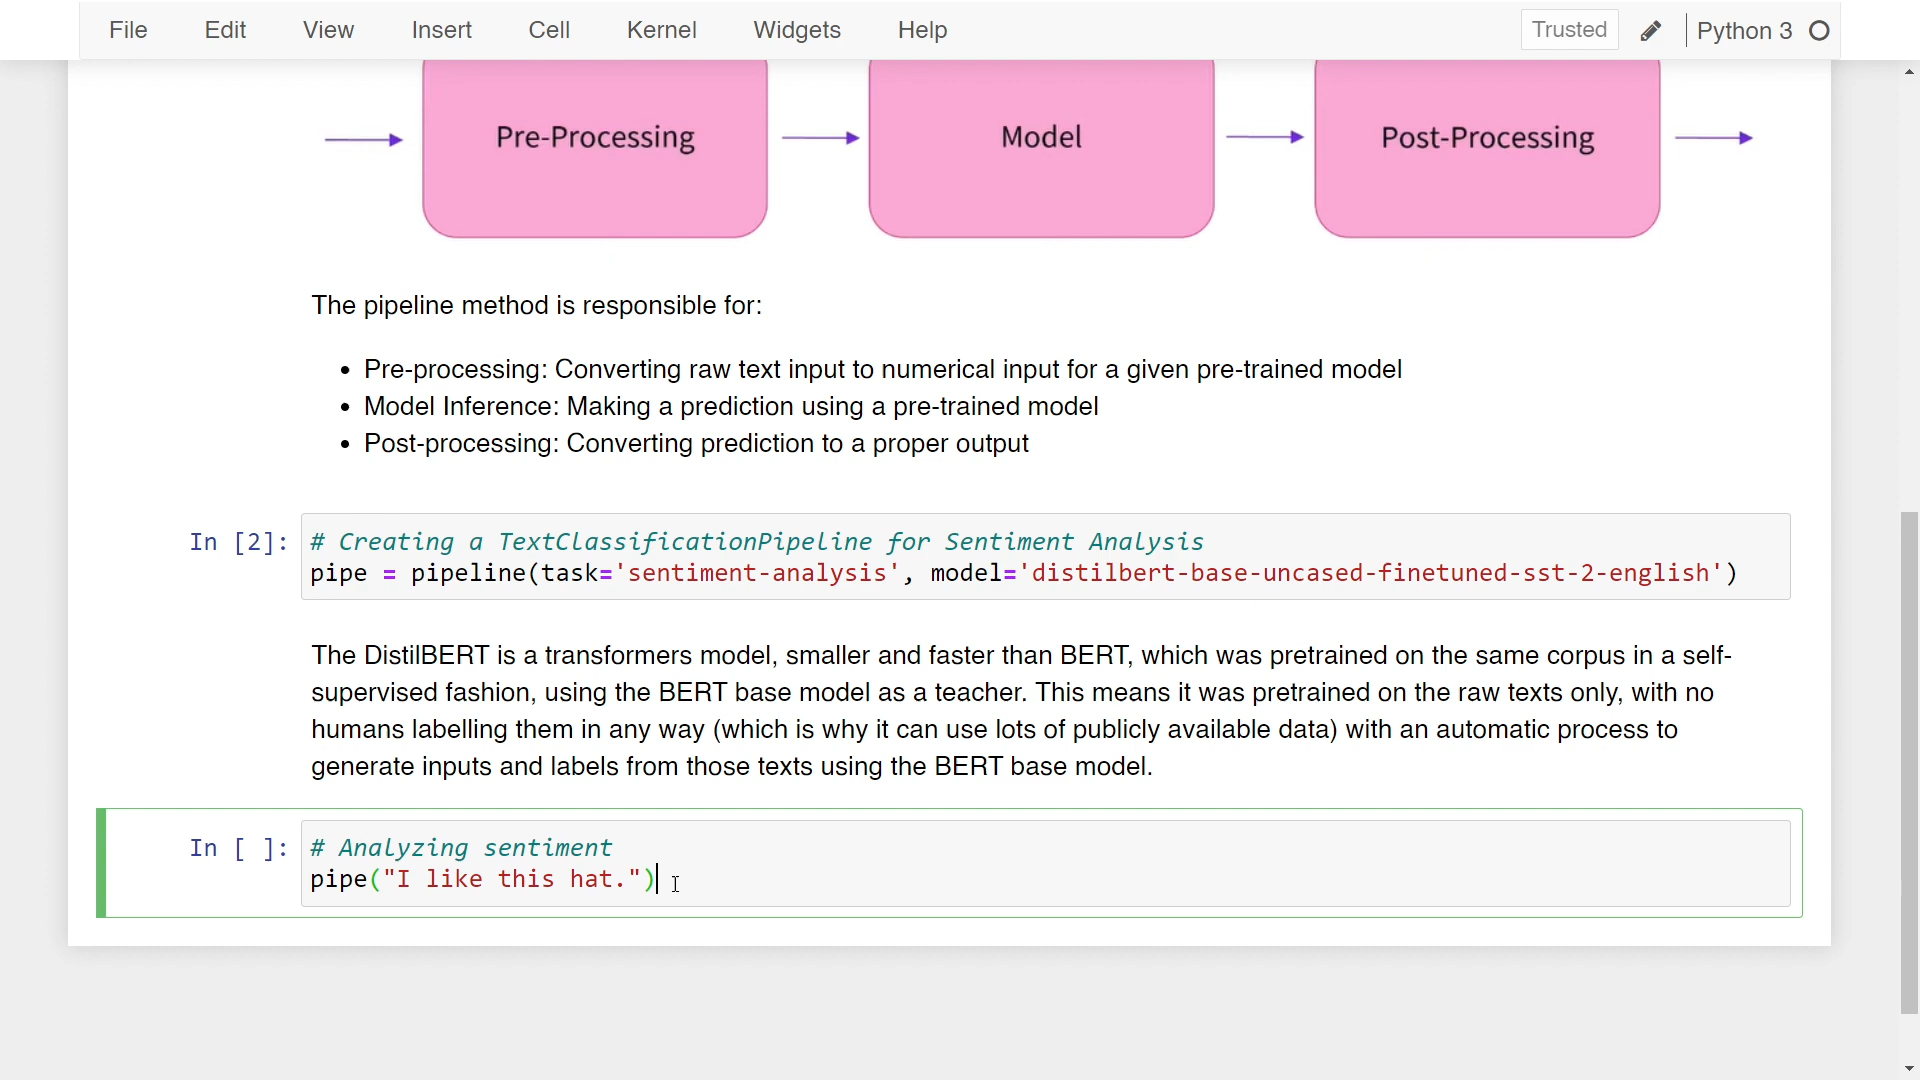 File Edit View Insert Cell Kernel Widgets Help Trusted Python 3
Pre-Processing Model Post-Processing
The pipeline method is responsible for:
• Pre-processing: Converting raw text input to numerical input for a given pre-trained model
• Model Inference: Making a prediction using a pre-trained model
• Post-processing: Converting prediction to a proper output
In [2]: # Creating a TextClassificationPipeline for Sentiment Analysis
pipe = pipeline(task='sentiment-analysis', model='distilbert-base-uncased-finetuned-sst-2-english')
The DistilBERT is a transformers model, smaller and faster than BERT, which was pretrained on the same corpus in a self-
supervised fashion, using the BERT base model as a teacher. This means it was pretrained on the raw texts only, with no
humans labelling them in any way (which is why it can use lots of publicly available data) with an automatic process to
generate inputs and labels from those texts using the BERT base model.
In [ ]: # Analyzing sentiment
pipe("I like this hat.")